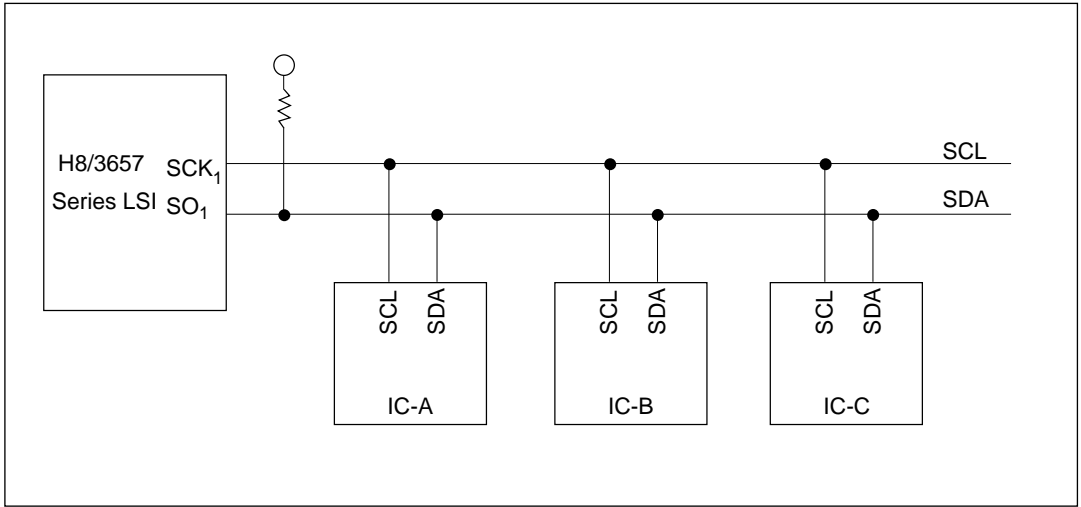 H8/3657
Series LSI
SCK1
SO1
SCL
SDA
SCL
SDA
IC-A
SCL
SDA
IC-B
SCL
SDA
IC-C